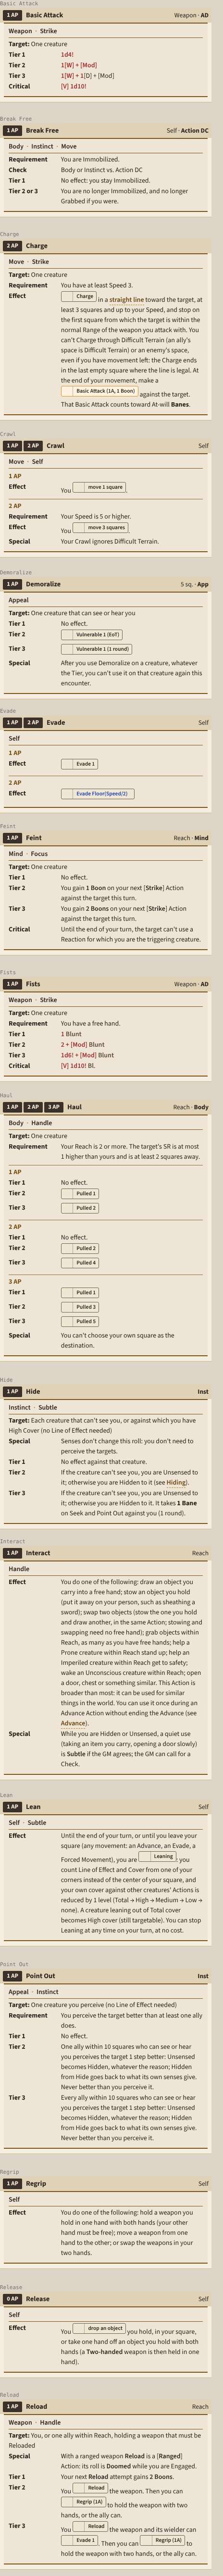 Basic Attack
1 AP Basic Attack Weapon · AD
Weapon · Strike
Target: One creature
Tier 1 1d4!
Tier 2 1[W] + [Mod]
Tier 3 1[W] + 1[D] + [Mod]
Critical [V] 1d10!
Break Free
1 AP Break Free Self · Action DC
Body · Instinct · Move
Requirement You are Immobilized.
Check Body or Instinct vs. Action DC
Tier 1 No effect; you stay Immobilized.
Tier 2 or 3 You are no longer Immobilized, and no longer
Grabbed if you were.
Charge
2 AP Charge
Move · Strike
Target: One creature
Requirement You have at least Speed 3.
Effect Charge in a straight line toward the target, at
least 3 squares and up to your Speed, and stop on
the first square from which the target is within the
normal Range of the weapon you attack with. You
can't Charge through Difficult Terrain (an ally's
space is Difficult Terrain) or an enemy's space,
even if you have movement left: the Charge ends
in the last empty square where the line is legal. At
the end of your movement, make a
Basic Attack (1A, 1 Boon) against the target.
That Basic Attack counts toward At-will Banes.
Crawl
1 AP 2 AP Crawl Self
Move · Self
1 AP
Effect You move 1 square.
2 AP
Requirement Your Speed is 5 or higher.
Effect You move 3 squares
Special Your Crawl ignores Difficult Terrain.
Demoralize
1 AP Demoralize 5 sq. · App
Appeal
Target: One creature that can see or hear you
Tier 1 No effect.
Tier 2 Vulnerable 1 (EoT)
Tier 3 Vulnerable 1 (1 round)
Special After you use Demoralize on a creature, whatever
the Tier, you can't use it on that creature again this
encounter.
Evade
1 AP 2 AP Evade Self
Self
1 AP
Effect Evade 1
2 AP
Effect Evade Floor(Speed/2)
Feint
1 AP Feint Reach · Mind
Mind · Focus
Target: One creature
Tier 1 No effect.
Tier 2 You gain 1 Boon on your next [Strike] Action
against the target this turn.
Tier 3 You gain 2 Boons on your next [Strike] Action
against the target this turn.
Critical Until the end of your turn, the target can't use a
Reaction for which you are the triggering creature.
Fists
1 AP Fists Weapon · AD
Weapon · Strike
Target: One creature
Requirement You have a free hand.
Tier 1 1 Blunt
Tier 2 2 + [Mod] Blunt
Tier 3 1d6! + [Mod] Blunt
Critical [V] 1d10! Bl.
Haul
1 AP 2 AP 3 AP Haul Reach · Body
Body · Handle
Target: One creature
Requirement Your Reach is 2 or more. The target's SR is at most
1 higher than yours and is at least 2 squares away.
1 AP
Tier 1 No effect.
Tier 2 Pulled 1
Tier 3 Pulled 2
2 AP
Tier 1 No effect.
Tier 2 Pulled 2
Tier 3 Pulled 4
3 AP
Tier 1 Pulled 1
Tier 2 Pulled 3
Tier 3 Pulled 5
Special You can't choose your own square as the
destination.
Hide
1 AP Hide Inst
Instinct · Subtle
Target: Each creature that can't see you, or against which you have
High Cover (no Line of Effect needed)
Special Senses don't change this roll: you don't need to
perceive the targets.
Tier 1 No effect against that creature.
Tier 2 If the creature can't see you, you are Unsensed to
it; otherwise you are Hidden to it (see Hiding).
Tier 3 If the creature can't see you, you are Unsensed to
it; otherwise you are Hidden to it. It takes 1 Bane
on Seek and Point Out against you (1 round).
Interact
1 AP Interact Reach
Handle
Effect You do one of the following: draw an object you
carry into a free hand; stow an object you hold
(put it away on your person, such as sheathing a
sword); swap two objects (stow the one you hold
and draw another, in the same Action; stowing and
swapping need no free hand); grab objects within
Reach, as many as you have free hands; help a
Prone creature within Reach stand up; help an
Imperiled creature within Reach get to safety;
wake an Unconscious creature within Reach; open
a door, chest or something similar. This Action is
broad in scope: it can be used for similar
things in the world. You can use it once during an
Advance Action without ending the Advance (see
Advance).
Special While you are Hidden or Unsensed, a quiet use
(taking an item you carry, opening a door slowly)
is Subtle if the GM agrees; the GM can call for a
Check.
Lean
1 AP Lean Self
Self · Subtle
Effect Until the end of your turn, or until you leave your
square (any movement: an Advance, an Evade, a
Forced Movement), you are Leaning: you
count Line of Effect and Cover from one of your
corners instead of the center of your square, and
your own cover against other creatures' Actions is
reduced by 1 level (Total → High → Medium → Low →
none). A creature leaning out of Total cover
becomes High cover (still targetable). You can stop
Leaning at any time on your turn, at no cost.
Point Out
1 AP Point Out Inst
Appeal · Instinct
Target: One creature you perceive (no Line of Effect needed)
Requirement You perceive the target better than at least one ally
does.
Tier 1 No effect.
Tier 2 One ally within 10 squares who can see or hear
you perceives the target 1 step better: Unsensed
becomes Hidden, whatever the reason; Hidden
from Hide goes back to what its own senses give.
Never better than you perceive it.
Tier 3 Every ally within 10 squares who can see or hear
you perceives the target 1 step better: Unsensed
becomes Hidden, whatever the reason; Hidden
from Hide goes back to what its own senses give.
Never better than you perceive it.
Regrip
1 AP Regrip Self
Self
Effect You do one of the following: hold a weapon you
hold in one hand with both hands (your other
hand must be free); move a weapon from one
hand to the other; or swap the weapons in your
two hands.
Release
0 AP Release Self
Self
Effect You drop an object you hold, in your square,
or take one hand off an object you hold with both
hands (a Two-handed weapon is then held in one
hand).
Reload
1 AP Reload Reach
Weapon · Handle
Target: You, or one ally within Reach, holding a weapon that must be
Reloaded
Special With a ranged weapon Reload is a [Ranged]
Action: its roll is Doomed while you are Engaged.
Tier 1 Your next Reload attempt gains 2 Boons.
Tier 2 You Reload the weapon. Then you can
Regrip (1A) to hold the weapon with two
hands, or the ally can.
Tier 3 You Reload the weapon and its wielder can
Evade 1. Then you can Regrip (1A) to
hold the weapon with two hands, or the ally can.